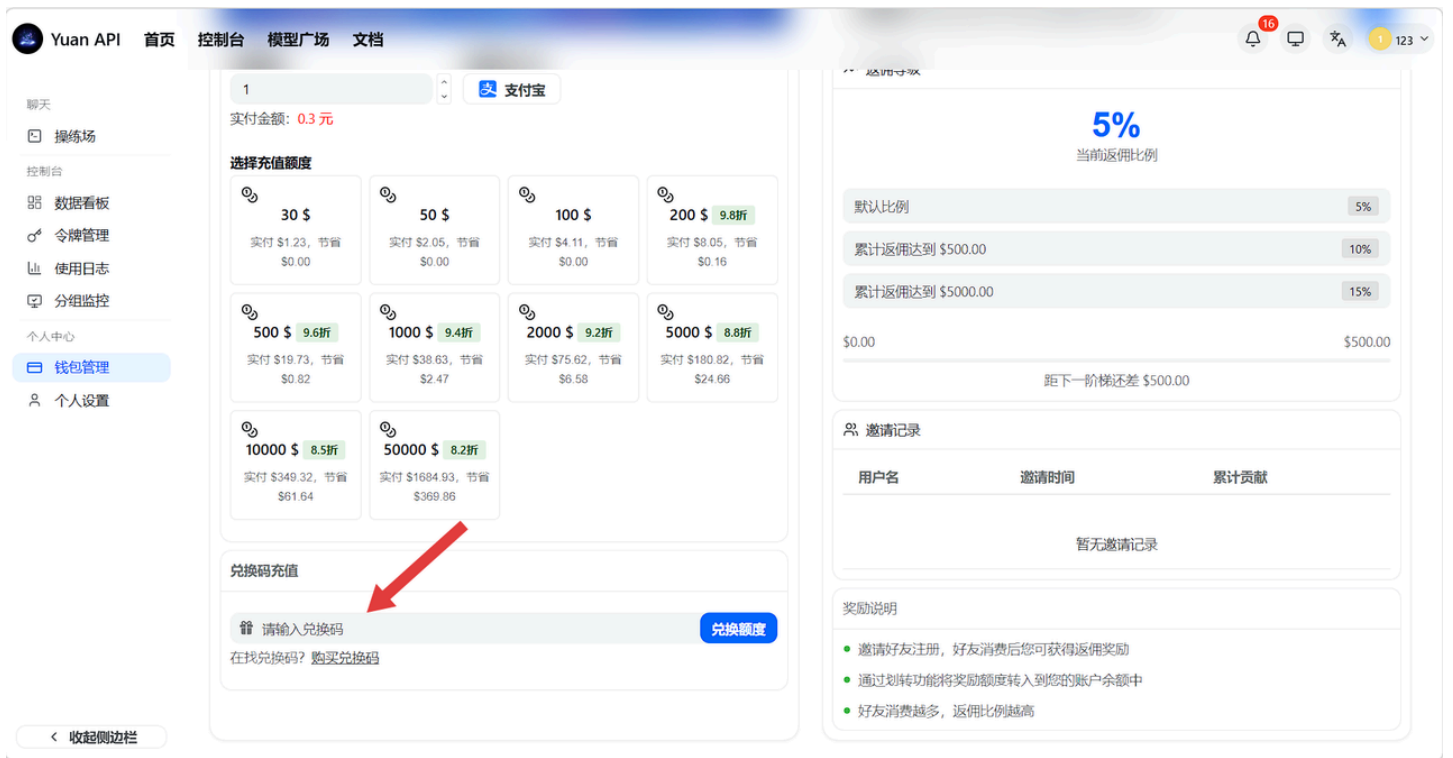 Yuan API 首页 控制台 模型广场 文档 16 1 123
聊天
操练场
控制台
数据看板
令牌管理
使用日志
分组监控
个人中心
钱包管理
个人设置
收起侧边栏
1 支付宝
实付金额：0.3 元
选择充值额度
30 $
实付 $1.23，节省
$0.00
50 $
实付 $2.05，节省
$0.00
100 $
实付 $4.11，节省
$0.00
200 $ 9.8折
实付 $8.05，节省
$0.16
500 $ 9.6折
实付 $19.73，节省
$0.82
1000 $ 9.4折
实付 $38.63，节省
$2.47
2000 $ 9.2折
实付 $75.62，节省
$6.58
5000 $ 8.8折
实付 $180.82，节省
$24.66
10000 $ 8.5折
实付 $349.32，节省
$61.64
50000 $ 8.2折
实付 $1684.93，节省
$369.86
兑换码充值
请输入兑换码 兑换额度
在找兑换码？购买兑换码
返佣等级
5%
当前返佣比例
默认比例 5%
累计返佣达到 $500.00 10%
累计返佣达到 $5000.00 15%
$0.00 $500.00
距下一阶梯还差 $500.00
邀请记录
用户名 邀请时间 累计贡献
暂无邀请记录
奖励说明
邀请好友注册，好友消费后您可获得返佣奖励
通过划转功能将奖励额度转入到您的账户余额中
好友消费越多，返佣比例越高